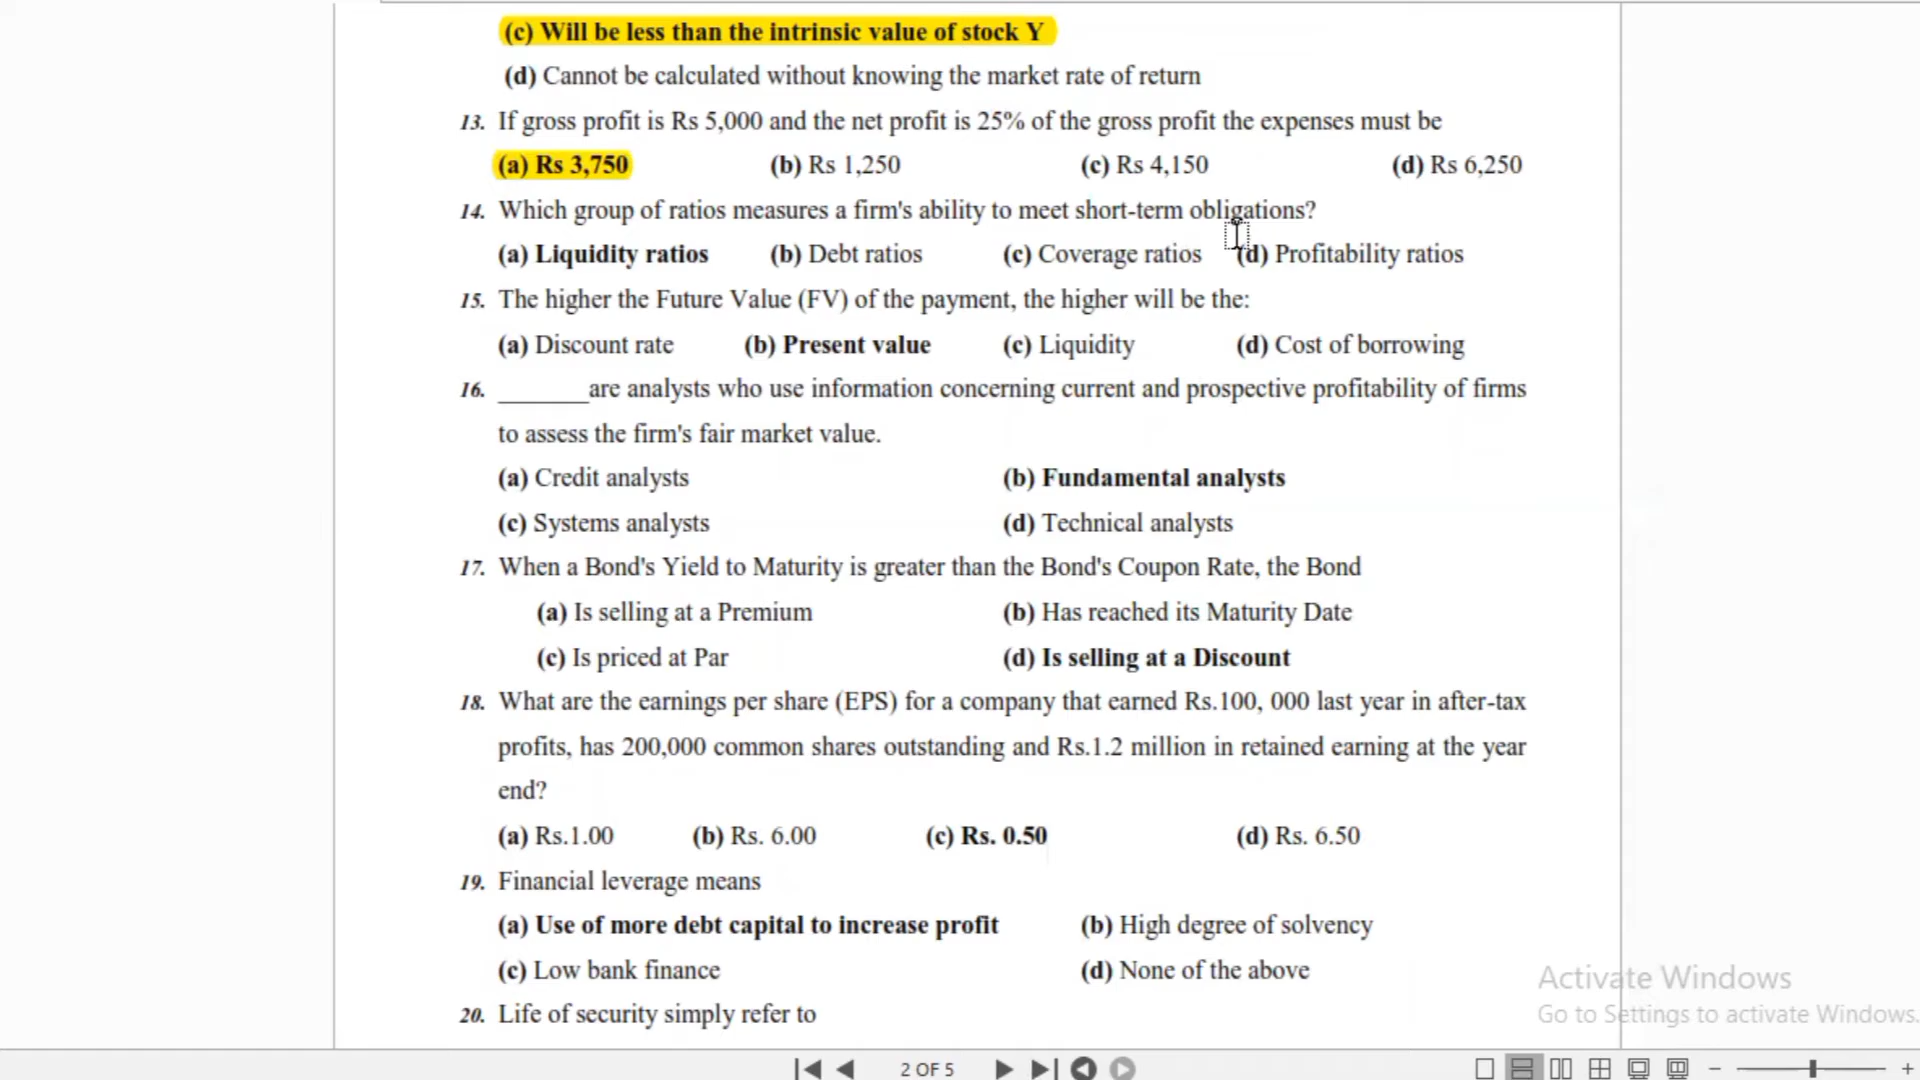 (c) Will be less than the intrinsic value of stock Y
(d) Cannot be calculated without knowing the market rate of return
13. If gross profit is Rs 5,000 and the net profit is 25% of the gross profit the expenses must be
(a) Rs 3,750 (b) Rs 1,250 (c) Rs 4,150 (d) Rs 6,250
14. Which group of ratios measures a firm's ability to meet short-term obligations?
(a) Liquidity ratios (b) Debt ratios (c) Coverage ratios (d) Profitability ratios
15. The higher the Future Value (FV) of the payment, the higher will be the:
(a) Discount rate (b) Present value (c) Liquidity (d) Cost of borrowing
16. _______are analysts who use information concerning current and prospective profitability of firms
to assess the firm's fair market value.
(a) Credit analysts (b) Fundamental analysts
(c) Systems analysts (d) Technical analysts
17. When a Bond's Yield to Maturity is greater than the Bond's Coupon Rate, the Bond
(a) Is selling at a Premium (b) Has reached its Maturity Date
(c) Is priced at Par (d) Is selling at a Discount
18. What are the earnings per share (EPS) for a company that earned Rs.100, 000 last year in after-tax
profits, has 200,000 common shares outstanding and Rs.1.2 million in retained earning at the year
end?
(a) Rs.1.00 (b) Rs. 6.00 (c) Rs. 0.50 (d) Rs. 6.50
19. Financial leverage means
(a) Use of more debt capital to increase profit (b) High degree of solvency
(c) Low bank finance (d) None of the above
20. Life of security simply refer to
Activate Windows
Go to Settings to activate Windows.
2 OF 5